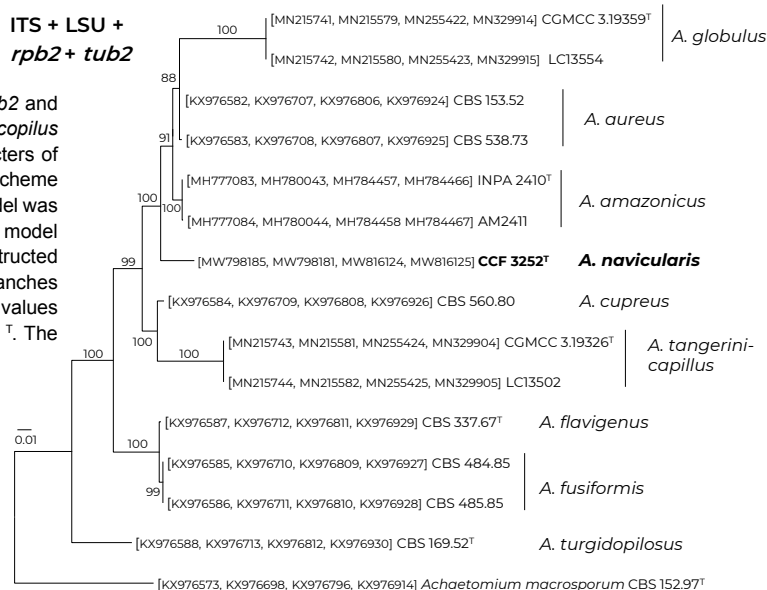 ITS + LSU +
rpb2 + tub2
b2 and
copilus
cters of
scheme
del was
model
tructed
anches
values
T. The
100
[MN215741, MN215579, MN255422, MN329914] CGMCC 3.19359T
A. globulus
[MN215742, MN215580, MN255423, MN329915] LC13554
88
[KX976582, KX976707, KX976806, KX976924] CBS 153.52
A. aureus
91
[KX976583, KX976708, KX976807, KX976925] CBS 538.73
[MH777083, MH780043, MH784457, MH784466] INPA 2410T
A. amazonicus
100
100
[MH777084, MH780044, MH784458 MH784467] AM2411
99
[MW798185, MW798181, MW816124, MW816125] CCF 3252T
A. navicularis
[KX976584, KX976709, KX976808, KX976926] CBS 560.80
A. cupreus
100
100
[MN215743, MN215581, MN255424, MN329904] CGMCC 3.19326T
A. tangerini-
capillus
100
[MN215744, MN215582, MN255425, MN329905] LC13502
0.01
[KX976587, KX976712, KX976811, KX976929] CBS 337.67T
A. flavigenus
100
[KX976585, KX976710, KX976809, KX976927] CBS 484.85
A. fusiformis
99
[KX976586, KX976711, KX976810, KX976928] CBS 485.85
[KX976588, KX976713, KX976812, KX976930] CBS 169.52T
A. turgidopilosus
[KX976573, KX976698, KX976796, KX976914] Achaetomium macrosporum CBS 152.97T